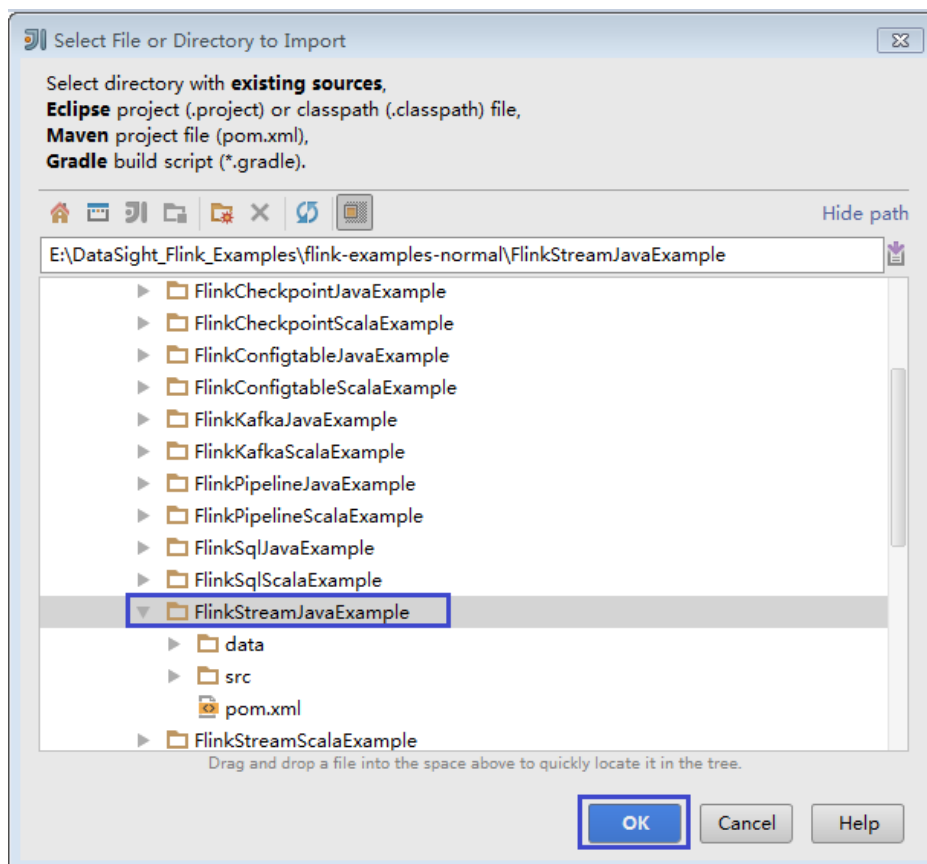 Select File or Directory to Import
Select directory with existing sources,
Eclipse project (.project) or classpath (.classpath) file,
Maven project file (pom.xml),
Gradle build script (*.gradle).
Hide path
E:\DataSight_Flink_Examples\flink-examples-normal\FlinkStreamJavaExample
FlinkCheckpointJavaExample
FlinkCheckpointScalaExample
FlinkConfigtableJavaExample
FlinkConfigtableScalaExample
FlinkKafkaJavaExample
FlinkKafkaScalaExample
FlinkPipelineJavaExample
FlinkPipelineScalaExample
FlinkSqlJavaExample
FlinkSqlScalaExample
FlinkStreamJavaExample
data
src
pom.xml
FlinkStreamScalaExample
Drag and drop a file into the space above to quickly locate it in the tree.
OK Cancel Help